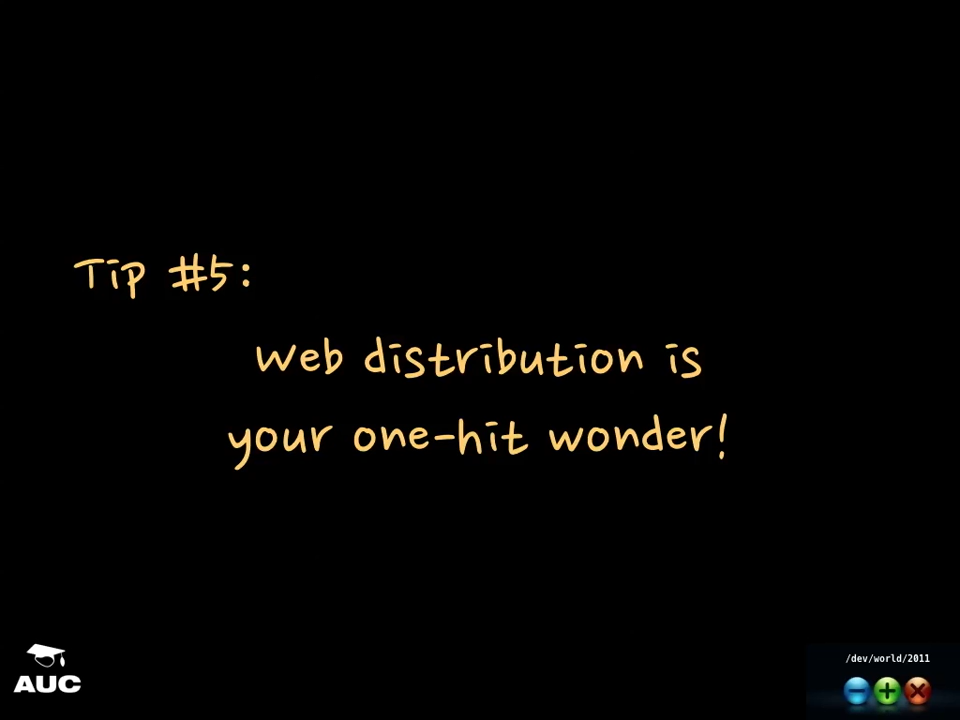 Tip #5:
Web distribution is
your one-hit wonder!
AUC
/dev/world/2011